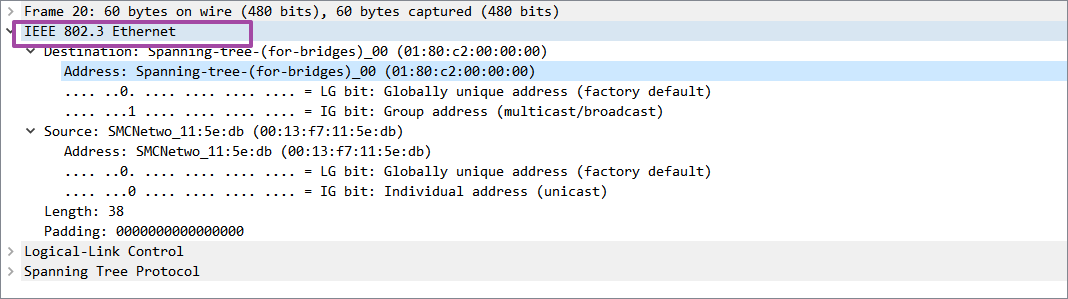 Frame 20: 60 bytes on wire (480 bits), 60 bytes captured (480 bits)
IEEE 802.3 Ethernet
Destination: Spanning-tree-(for-bridges)_00 (01:80:c2:00:00:00)
Address: Spanning-tree-(for-bridges)_00 (01:80:c2:00:00:00)
.... ..0. .... .... .... .... = LG bit: Globally unique address (factory default)
.... ...1 .... .... .... .... = IG bit: Group address (multicast/broadcast)
Source: SMCNetwo_11:5e:db (00:13:f7:11:5e:db)
Address: SMCNetwo_11:5e:db (00:13:f7:11:5e:db)
.... ..0. .... .... .... .... = LG bit: Globally unique address (factory default)
.... ...0 .... .... .... .... = IG bit: Individual address (unicast)
Length: 38
Padding: 0000000000000000
Logical-Link Control
Spanning Tree Protocol